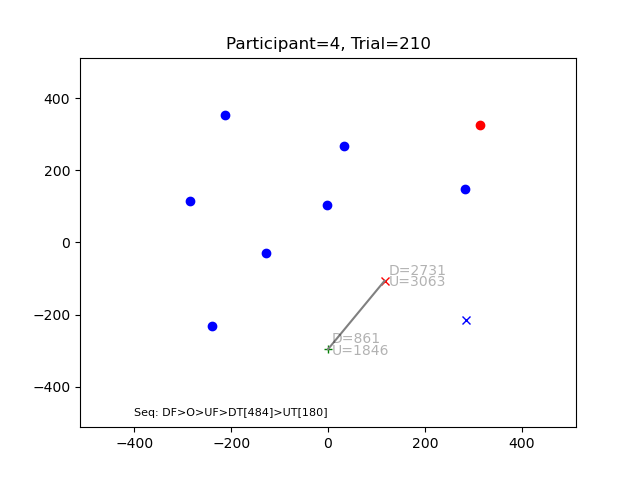 Participant=4, Trial=210
400
200
0
−200
−400
D=2731
U=3063
D=861
U=1846
Seq: DF>O>UF>DT[484]>UT[180]
−400
−200
0
200
400